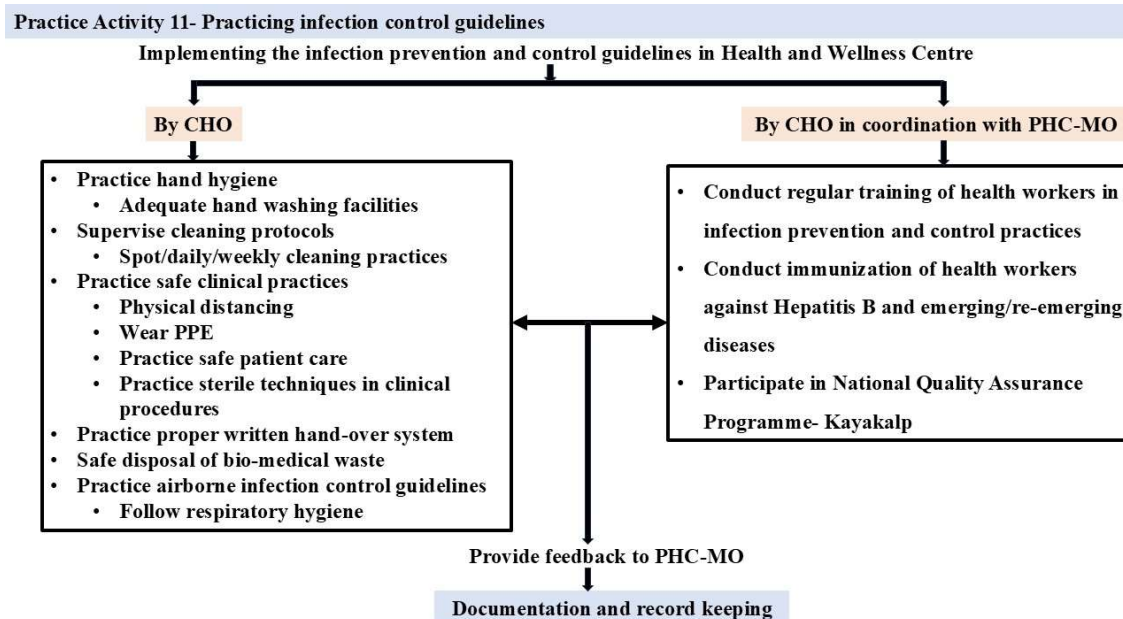 Practice Activity 11- Practicing infection control guidelines
Implementing the infection prevention and control guidelines in Health and Wellness Centre
By CHO
• Practice hand hygiene
• Adequate hand washing facilities
• Supervise cleaning protocols
• Spot/daily/weekly cleaning practices
• Practice safe clinical practices
• Physical distancing
• Wear PPE
• Practice safe patient care
• Practice sterile techniques in clinical
procedures
• Practice proper written hand-over system
• Safe disposal of bio-medical waste
• Practice airborne infection control guidelines
• Follow respiratory hygiene
By CHO in coordination with PHC-MO
• Conduct regular training of health workers in
infection prevention and control practices
• Conduct immunization of health workers
against Hepatitis B and emerging/re-emerging
diseases
• Participate in National Quality Assurance
Programme- Kayakalp
Provide feedback to PHC-MO
Documentation and record keeping